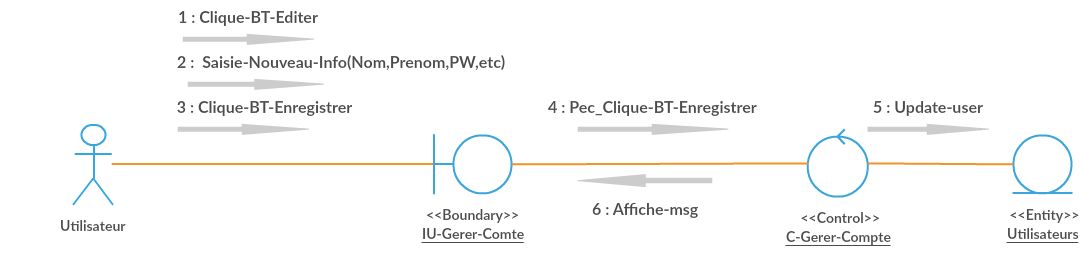 1 : Clique-BT-Editer
2 : Saisie-Nouveau-Info(Nom,Prenom,PW,etc)
3 : Clique-BT-Enregistrer
4 : Pec_Clique-BT-Enregistrer
5 : Update-user
6 : Affiche-msg
Utilisateur
<<Boundary>>
IU-Gerer-Comte
<<Control>>
C-Gerer-Compte
<<Entity>>
Utilisateurs